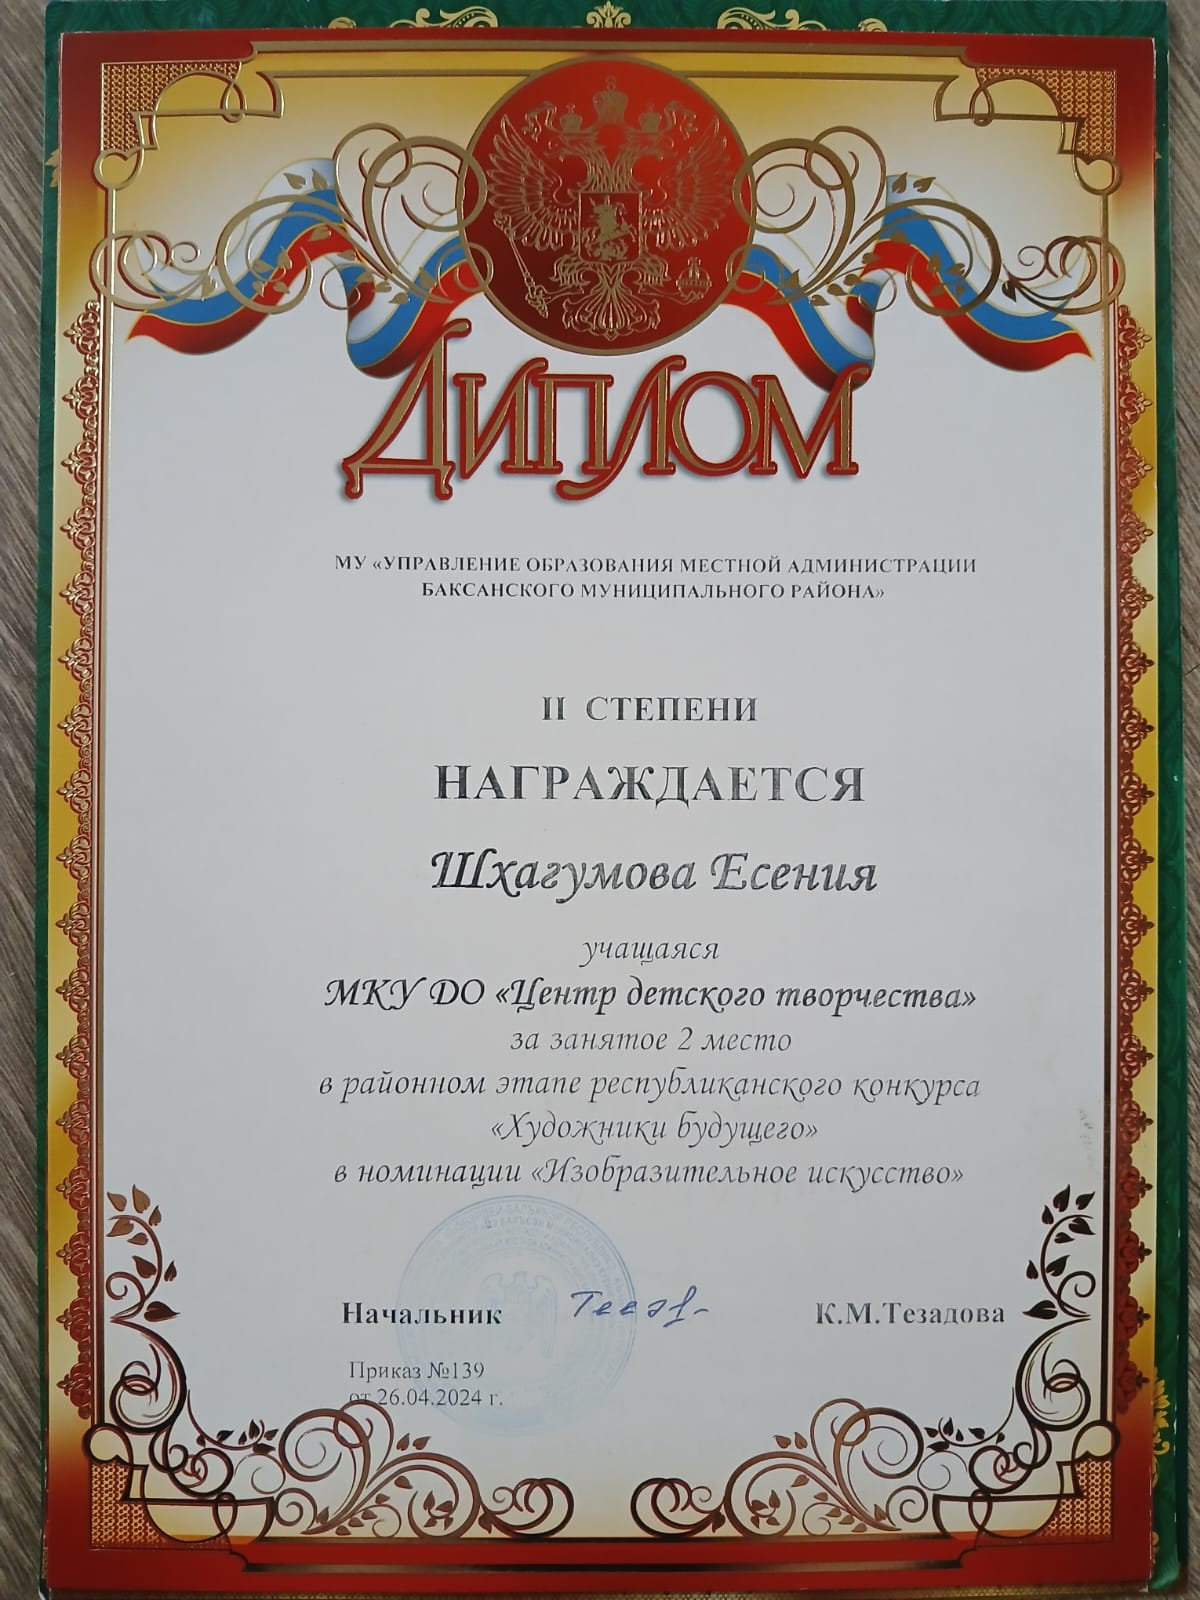 ДИПЛОМ
МУ «УПРАВЛЕНИЕ ОБРАЗОВАНИЯ МЕСТНОЙ АДМИНИСТРАЦИИ
БАКСАНСКОГО МУНИЦИПАЛЬНОГО РАЙОНА»
II СТЕПЕНИ
НАГРАЖДАЕТСЯ
Шхагумова Есения
учащаяся
МКУ ДО «Центр детского творчества»
за занятое 2 место
в районном этапе республиканского конкурса
«Художники будущего»
в номинации «Изобразительное искусство»
Начальник К.М.Тезадова
Приказ №139
от 26.04.2024 г.